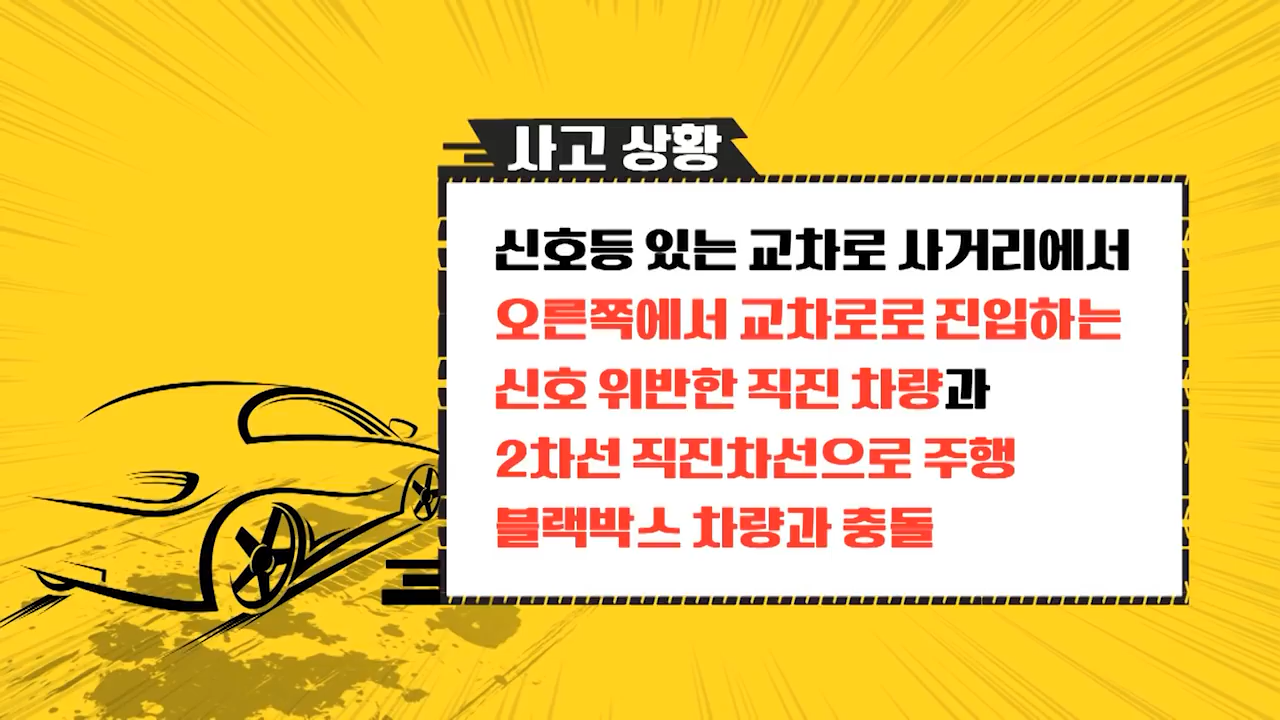 사고 상황
신호등 있는 교차로 사거리에서
오른쪽에서 교차로로 진입하는
신호 위반한 직진 차량과
2차선 직진차선으로 주행
블랙박스 차량과 충돌